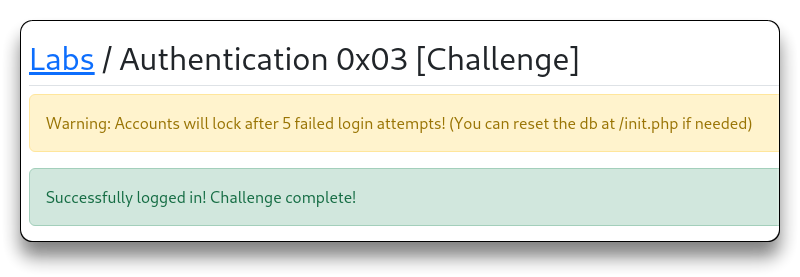 Labs / Authentication 0x03 [Challenge]
Warning: Accounts will lock after 5 failed login attempts! (You can reset the db at /init.php if needed)
Successfully logged in! Challenge complete!